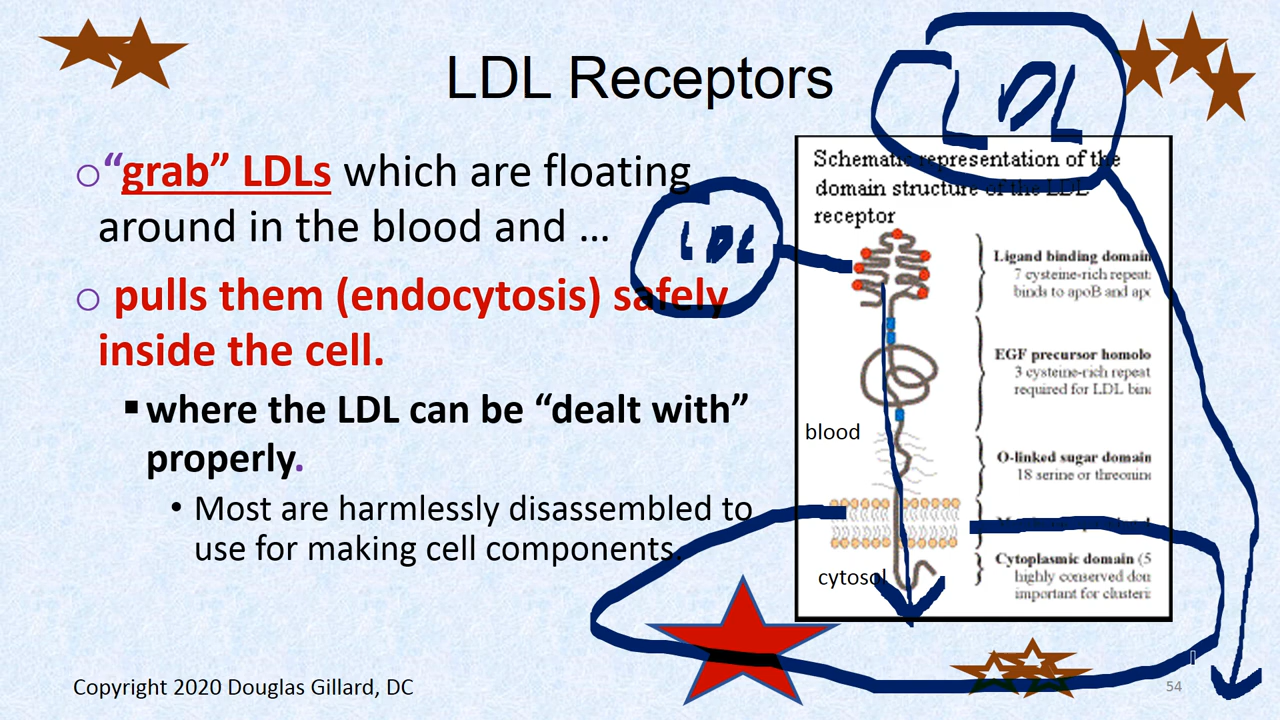 LDL Receptors
LDL
"grab" LDLs which are floating
around in the blood and ...
LDL
pulls them (endocytosis) safely
inside the cell.
where the LDL can be "dealt with"
properly.
Most are harmlessly disassembled to
use for making cell components.
Schematic representation of the
domain structure of the LDL
receptor
Ligand binding domain
7 cysteine-rich repeat
binds to apoB and
EGF precursor homolo
3 cysteine-rich repeat
required for LDL bin
blood
O-linked sugar domain
18 serine or threonin
cytosol
Cytoplasmic domain (5
highly conserved do
important for clusteri
Copyright 2020 Douglas Gillard, DC
54